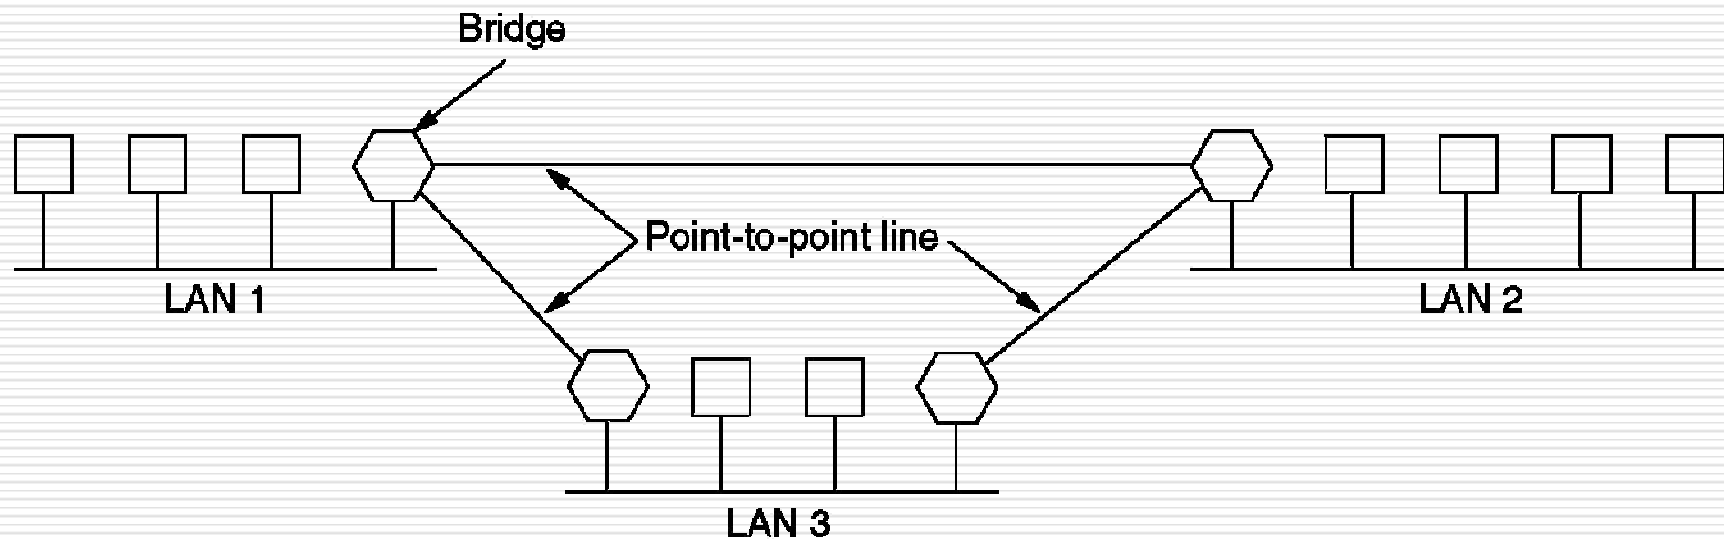 Bridge
Point-to-point line
LAN 1
LAN 2
LAN 3